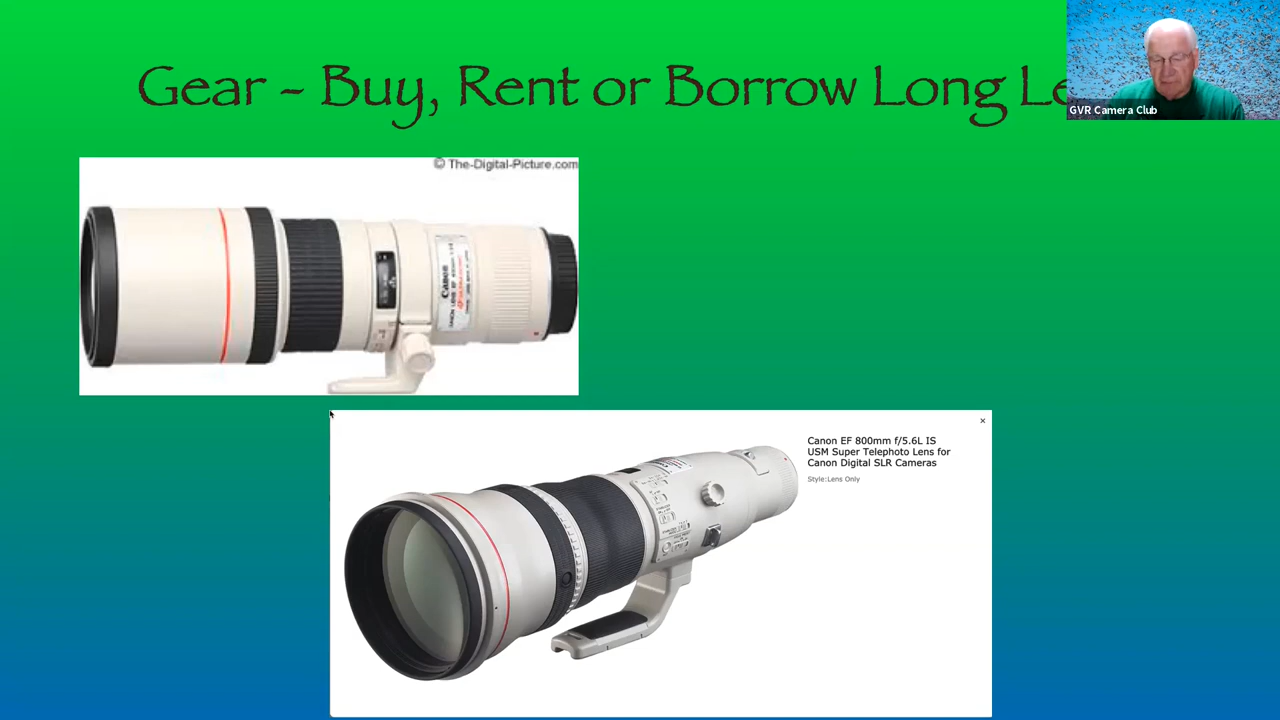 Gear ~ Buy, Rent or Borrow Long Le
GVR Camera Club
© The-Digital-Picture.com
Canon
×
Canon EF 800mm f/5.6L IS
USM Super Telephoto Lens for
Canon Digital SLR Cameras
Style:Lens Only